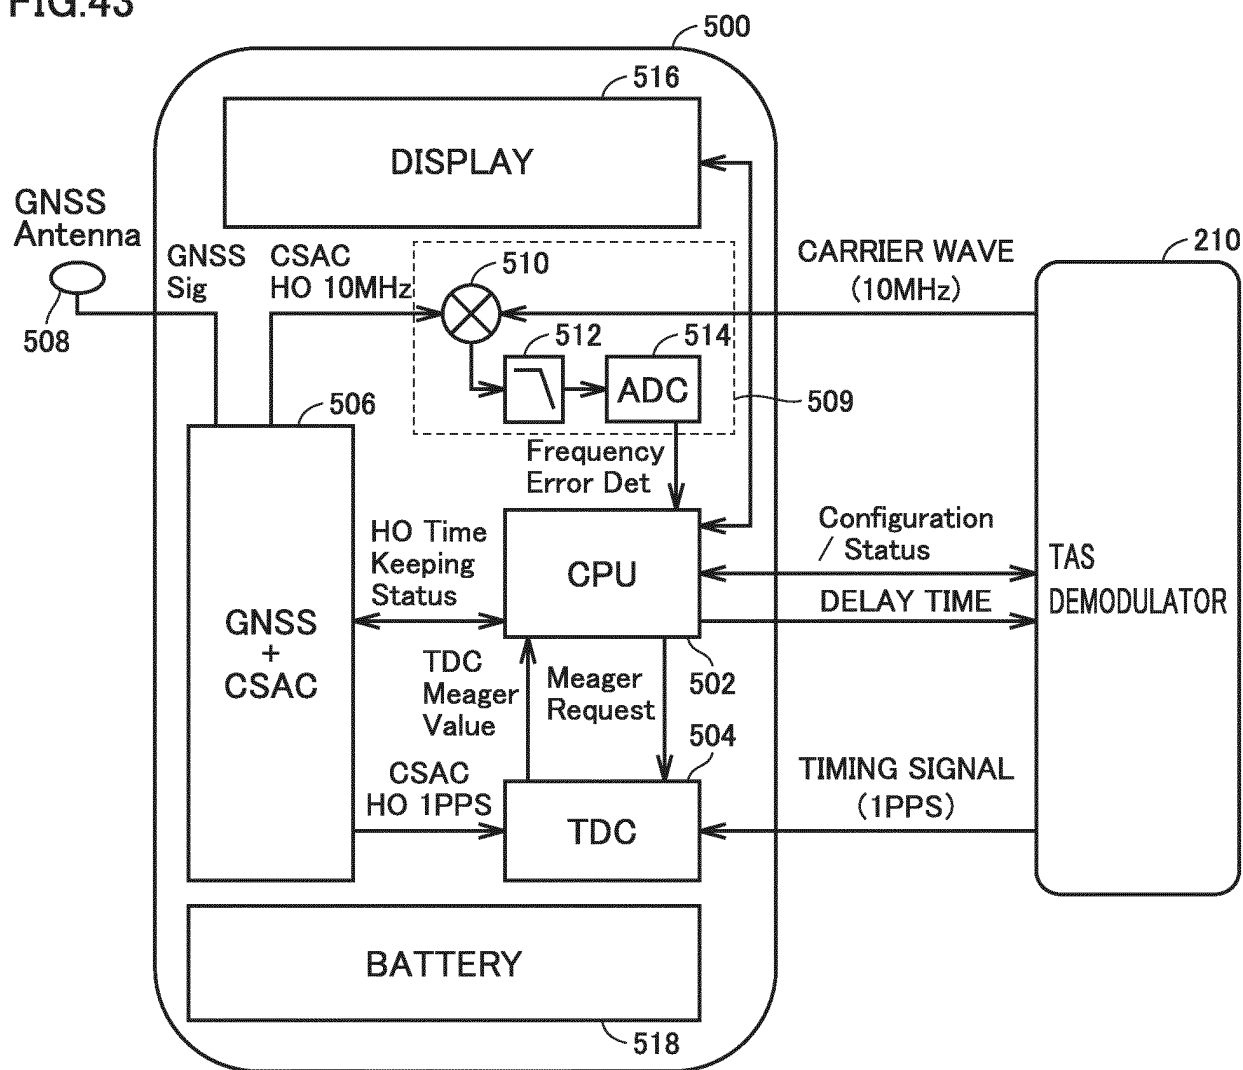 FIG.43
500
516
DISPLAY
GNSS
Antenna
508
GNSS
Sig
CSAC
HO 10MHz
510
512
514
ADC
509
CARRIER WAVE
(10MHz)
210
506
Frequency
Error Det
HO Time
Keeping
Status
CPU
Configuration
/ Status
TAS
DEMODULATOR
DELAY TIME
502
GNSS
+
CSAC
TDC
Meager
Value
Meager
Request
504
CSAC
HO 1PPS
TDC
TIMING SIGNAL
(1PPS)
BATTERY
518